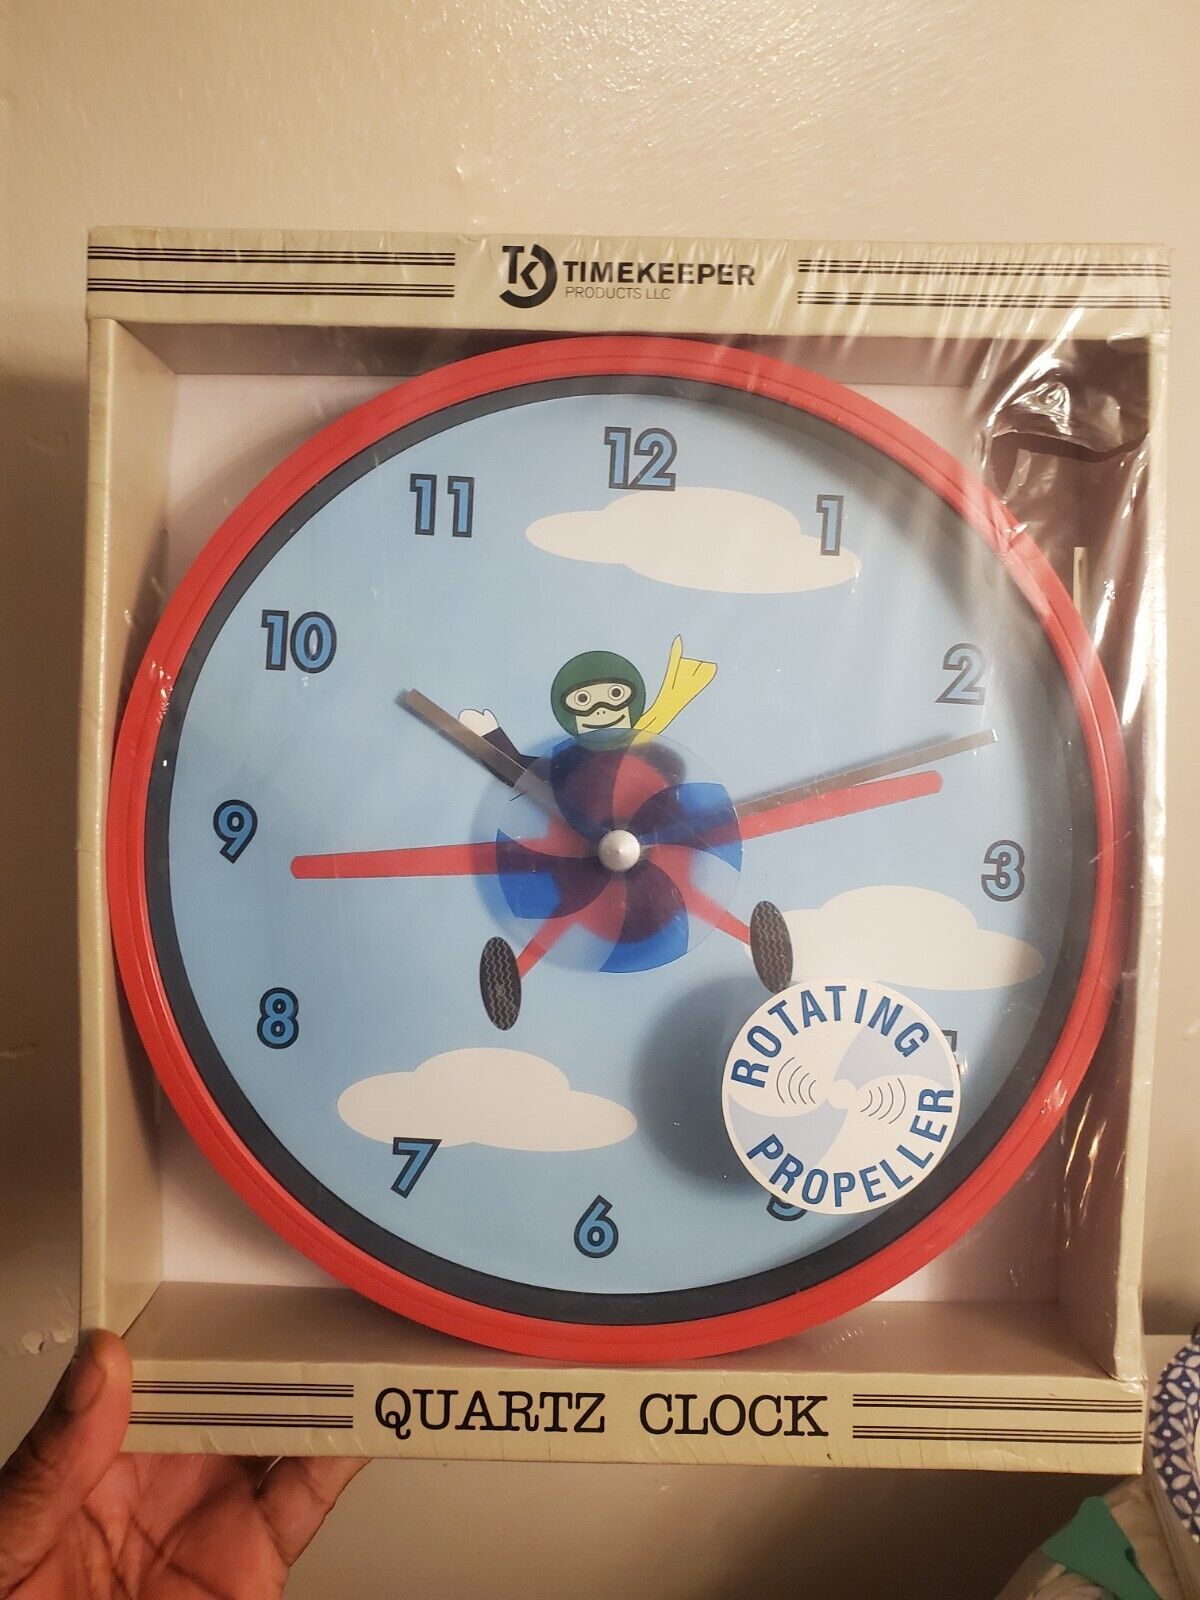 TK TIMEKEEPER
PRODUCTS LLC
12
11
1
10
2
9
3
8
7
6
ROTATING
PROPELLER
QUARTZ CLOCK